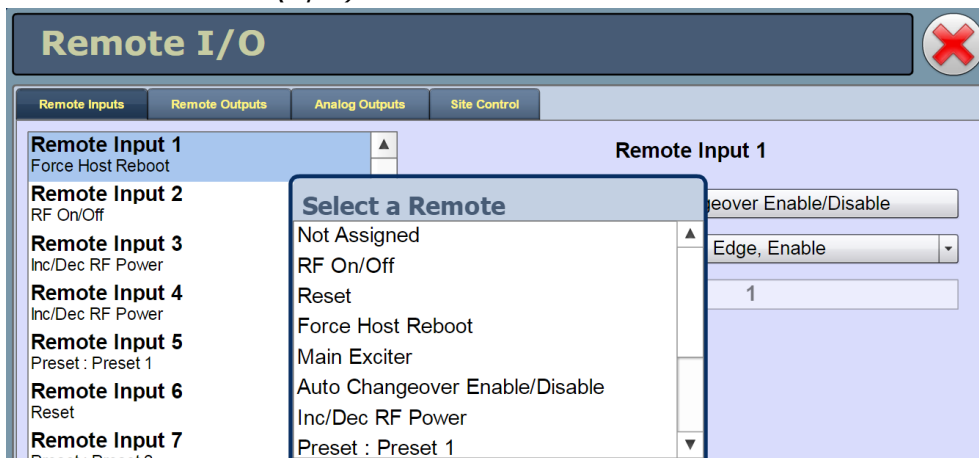 Remote I/O
Remote Inputs Remote Outputs Analog Outputs Site Control
Remote Input 1
Force Host Reboot
Remote Input 2
RF On/Off
Remote Input 3
Inc/Dec RF Power
Remote Input 4
Inc/Dec RF Power
Remote Input 5
Preset : Preset 1
Remote Input 6
Reset
Remote Input 7
Remote Input 1
geover Enable/Disable
Edge, Enable
1
Select a Remote
Not Assigned
RF On/Off
Reset
Force Host Reboot
Main Exciter
Auto Changeover Enable/Disable
Inc/Dec RF Power
Preset : Preset 1